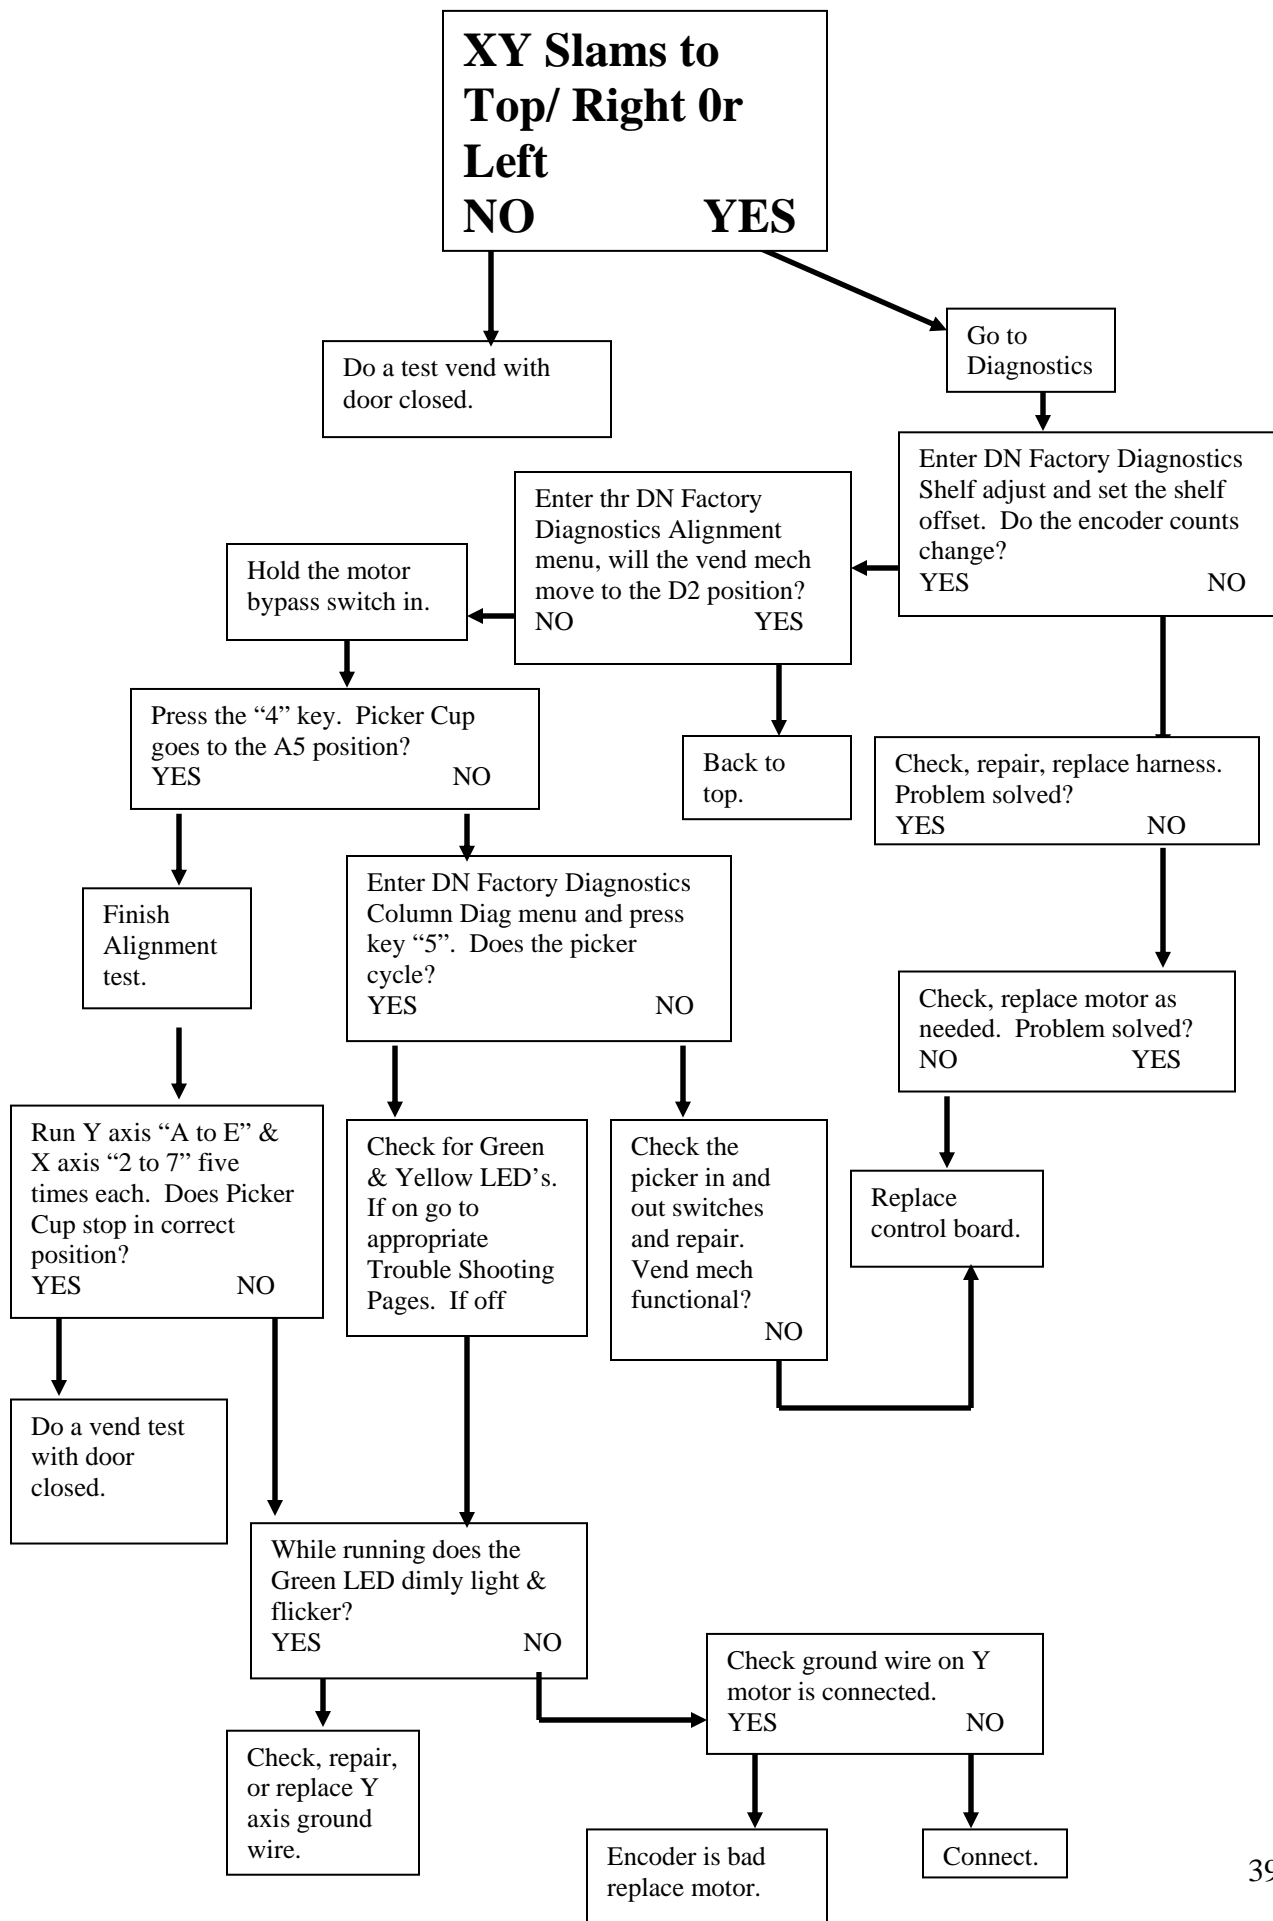 XY Slams to
Top/ Right 0r
Left
NO YES
Go to
Diagnostics
Do a test vend with
door closed.
Enter DN Factory Diagnostics
Shelf adjust and set the shelf
offset. Do the encoder counts
change?
YES NO
Enter thr DN Factory
Diagnostics Alignment
menu, will the vend mech
move to the D2 position?
NO YES
Hold the motor
bypass switch in.
Press the “4” key. Picker Cup
goes to the A5 position?
YES NO
Back to
top.
Check, repair, replace harness.
Problem solved?
YES NO
Finish
Alignment
test.
Enter DN Factory Diagnostics
Column Diag menu and press
key “5”. Does the picker
cycle?
YES NO
Check, replace motor as
needed. Problem solved?
NO YES
Run Y axis “A to E” &
X axis “2 to 7” five
times each. Does Picker
Cup stop in correct
position?
YES NO
Check for Green
& Yellow LED’s.
If on go to
appropriate
Trouble Shooting
Pages. If off
Check the
picker in and
out switches
and repair.
Vend mech
functional?
NO
Replace
control board.
Do a vend test
with door
closed.
While running does the
Green LED dimly light &
flicker?
YES NO
Check ground wire on Y
motor is connected.
YES NO
Check, repair,
or replace Y
axis ground
wire.
Encoder is bad
replace motor.
Connect.
39